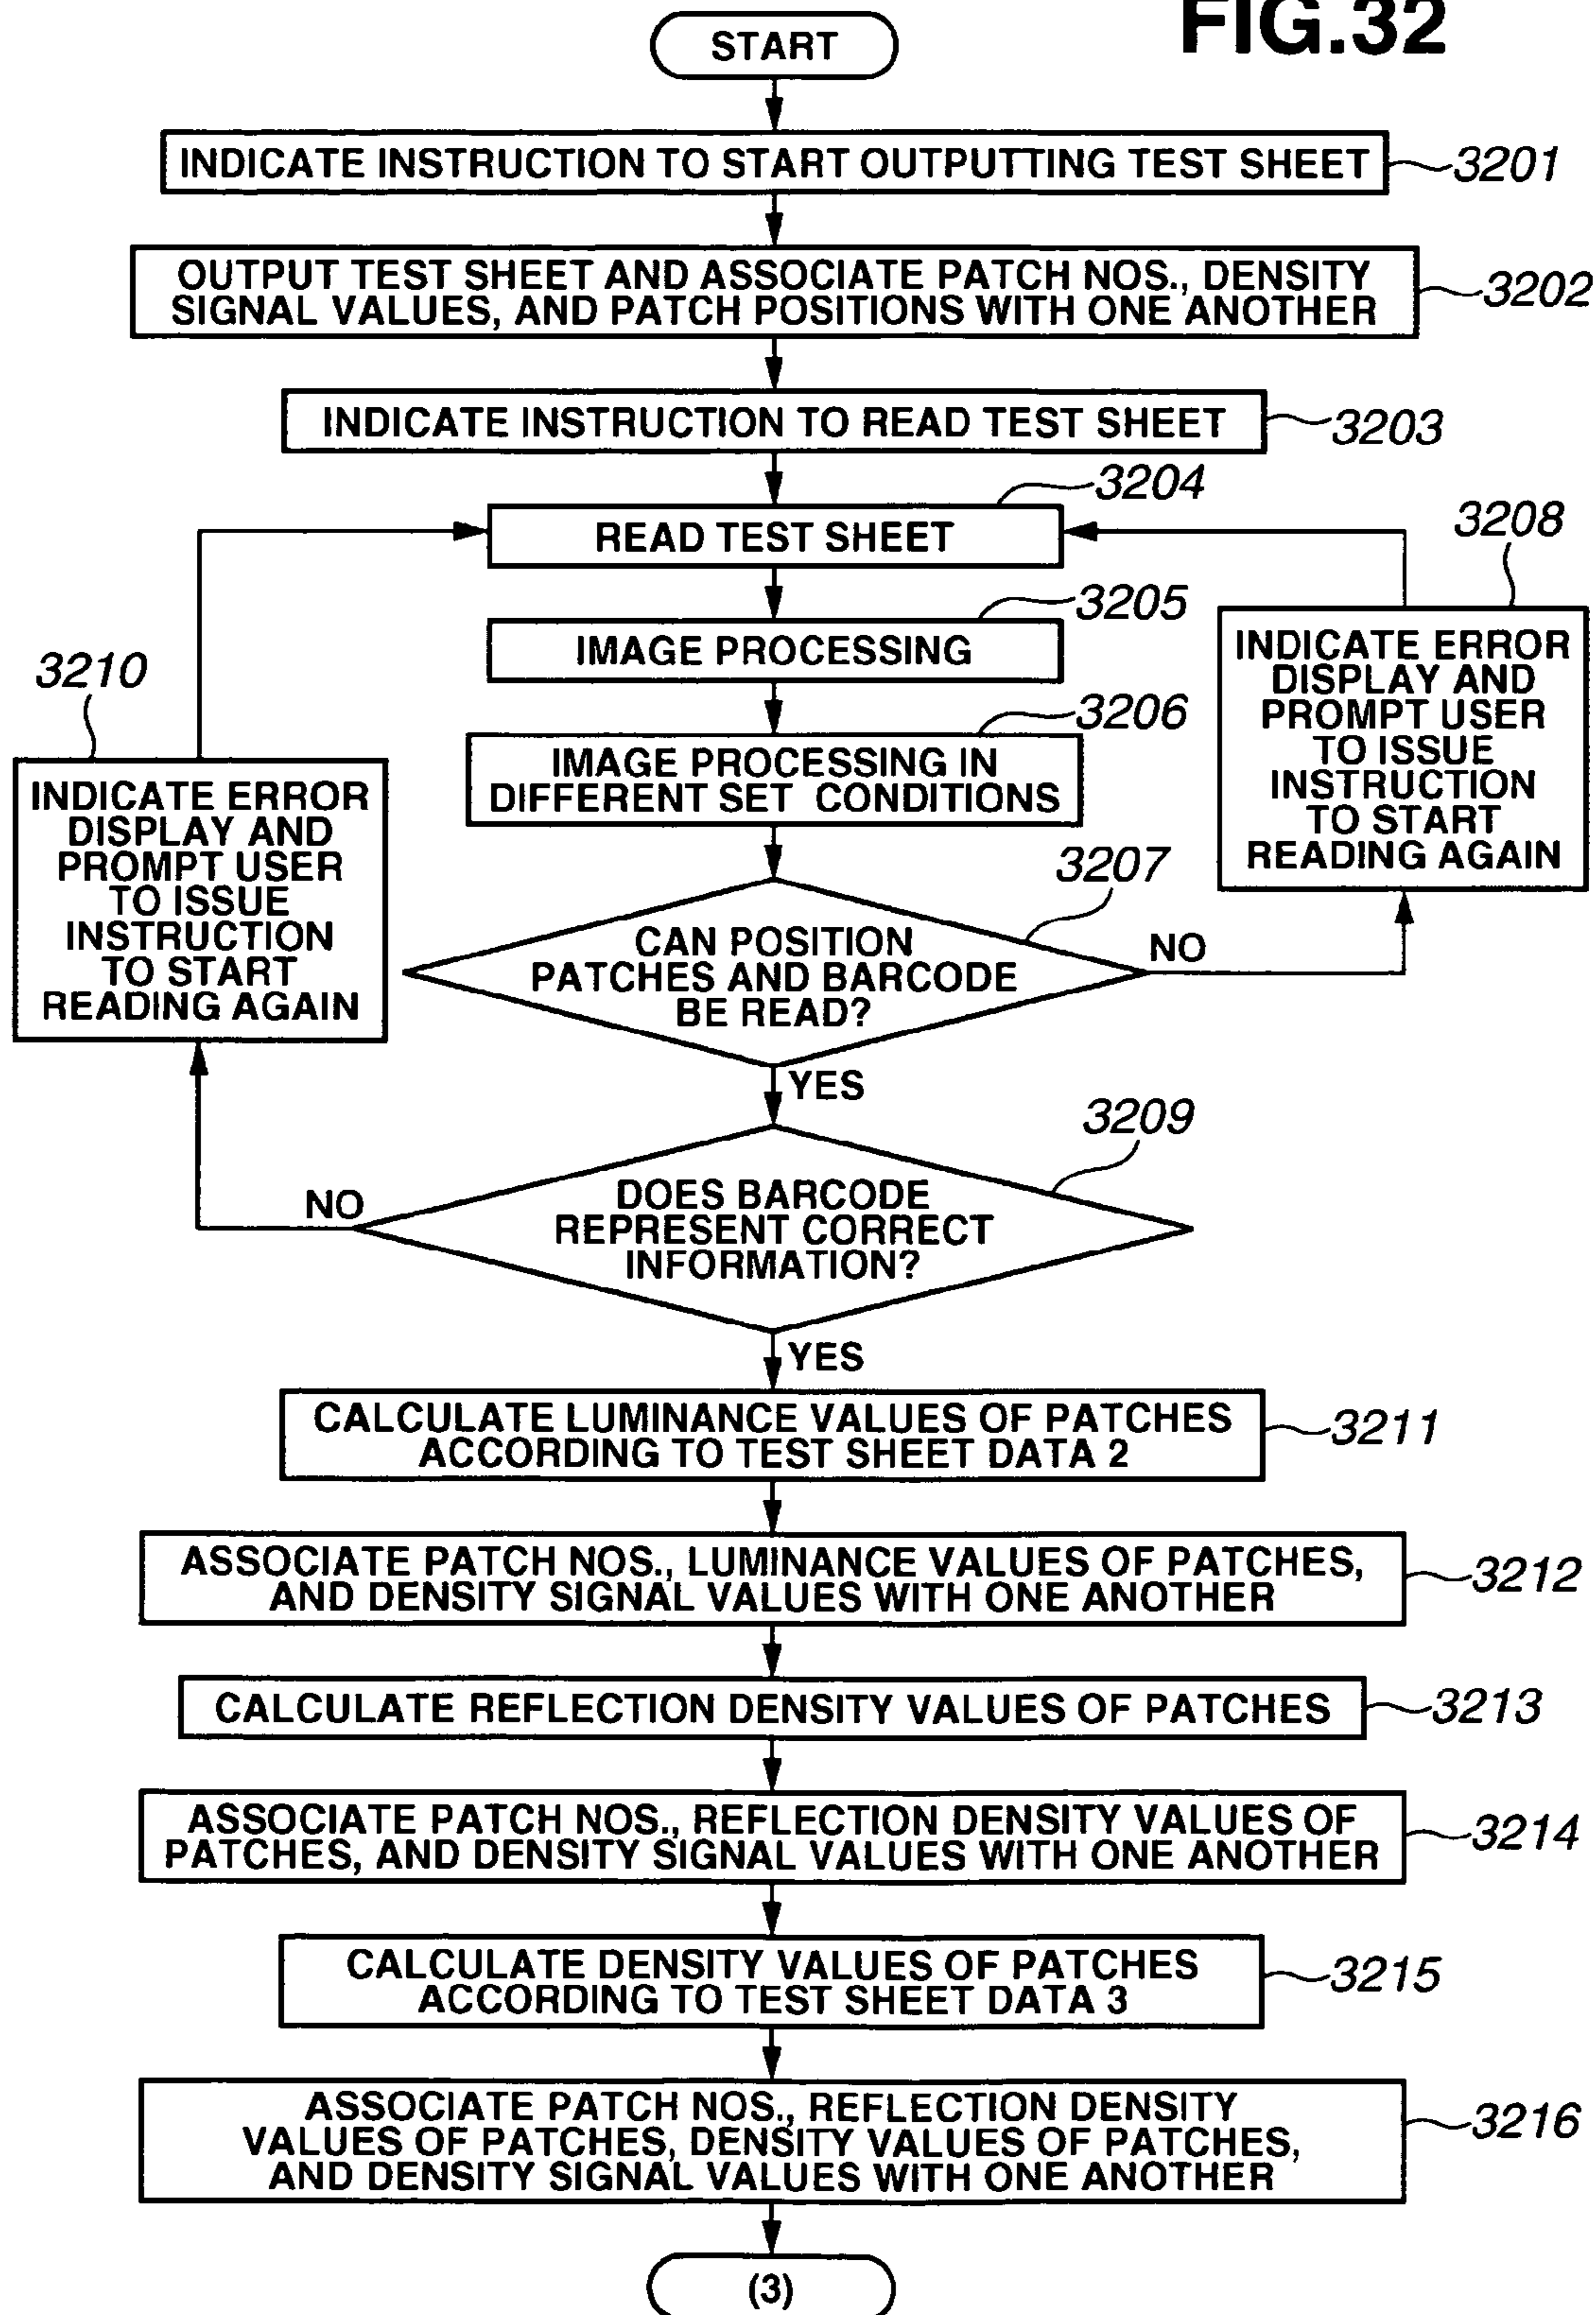 FIG.32
START
INDICATE INSTRUCTION TO START OUTPUTTING TEST SHEET
3201
OUTPUT TEST SHEET AND ASSOCIATE PATCH NOS., DENSITY
SIGNAL VALUES, AND PATCH POSITIONS WITH ONE ANOTHER
3202
INDICATE INSTRUCTION TO READ TEST SHEET
3203
3204
READ TEST SHEET
3208
INDICATE ERROR
DISPLAY AND
PROMPT USER
TO ISSUE
INSTRUCTION
TO START
READING AGAIN
3205
IMAGE PROCESSING
3210
INDICATE ERROR
DISPLAY AND
PROMPT USER
TO ISSUE
INSTRUCTION
TO START
READING AGAIN
3206
IMAGE PROCESSING IN
DIFFERENT SET CONDITIONS
3207
CAN POSITION
PATCHES AND BARCODE
BE READ?
NO
YES
3209
DOES BARCODE
REPRESENT CORRECT
INFORMATION?
NO
YES
CALCULATE LUMINANCE VALUES OF PATCHES
ACCORDING TO TEST SHEET DATA 2
3211
ASSOCIATE PATCH NOS., LUMINANCE VALUES OF PATCHES,
AND DENSITY SIGNAL VALUES WITH ONE ANOTHER
3212
CALCULATE REFLECTION DENSITY VALUES OF PATCHES
3213
ASSOCIATE PATCH NOS., REFLECTION DENSITY VALUES OF
PATCHES, AND DENSITY SIGNAL VALUES WITH ONE ANOTHER
3214
CALCULATE DENSITY VALUES OF PATCHES
ACCORDING TO TEST SHEET DATA 3
3215
ASSOCIATE PATCH NOS., REFLECTION DENSITY
VALUES OF PATCHES, DENSITY VALUES OF PATCHES,
AND DENSITY SIGNAL VALUES WITH ONE ANOTHER
3216
(3)